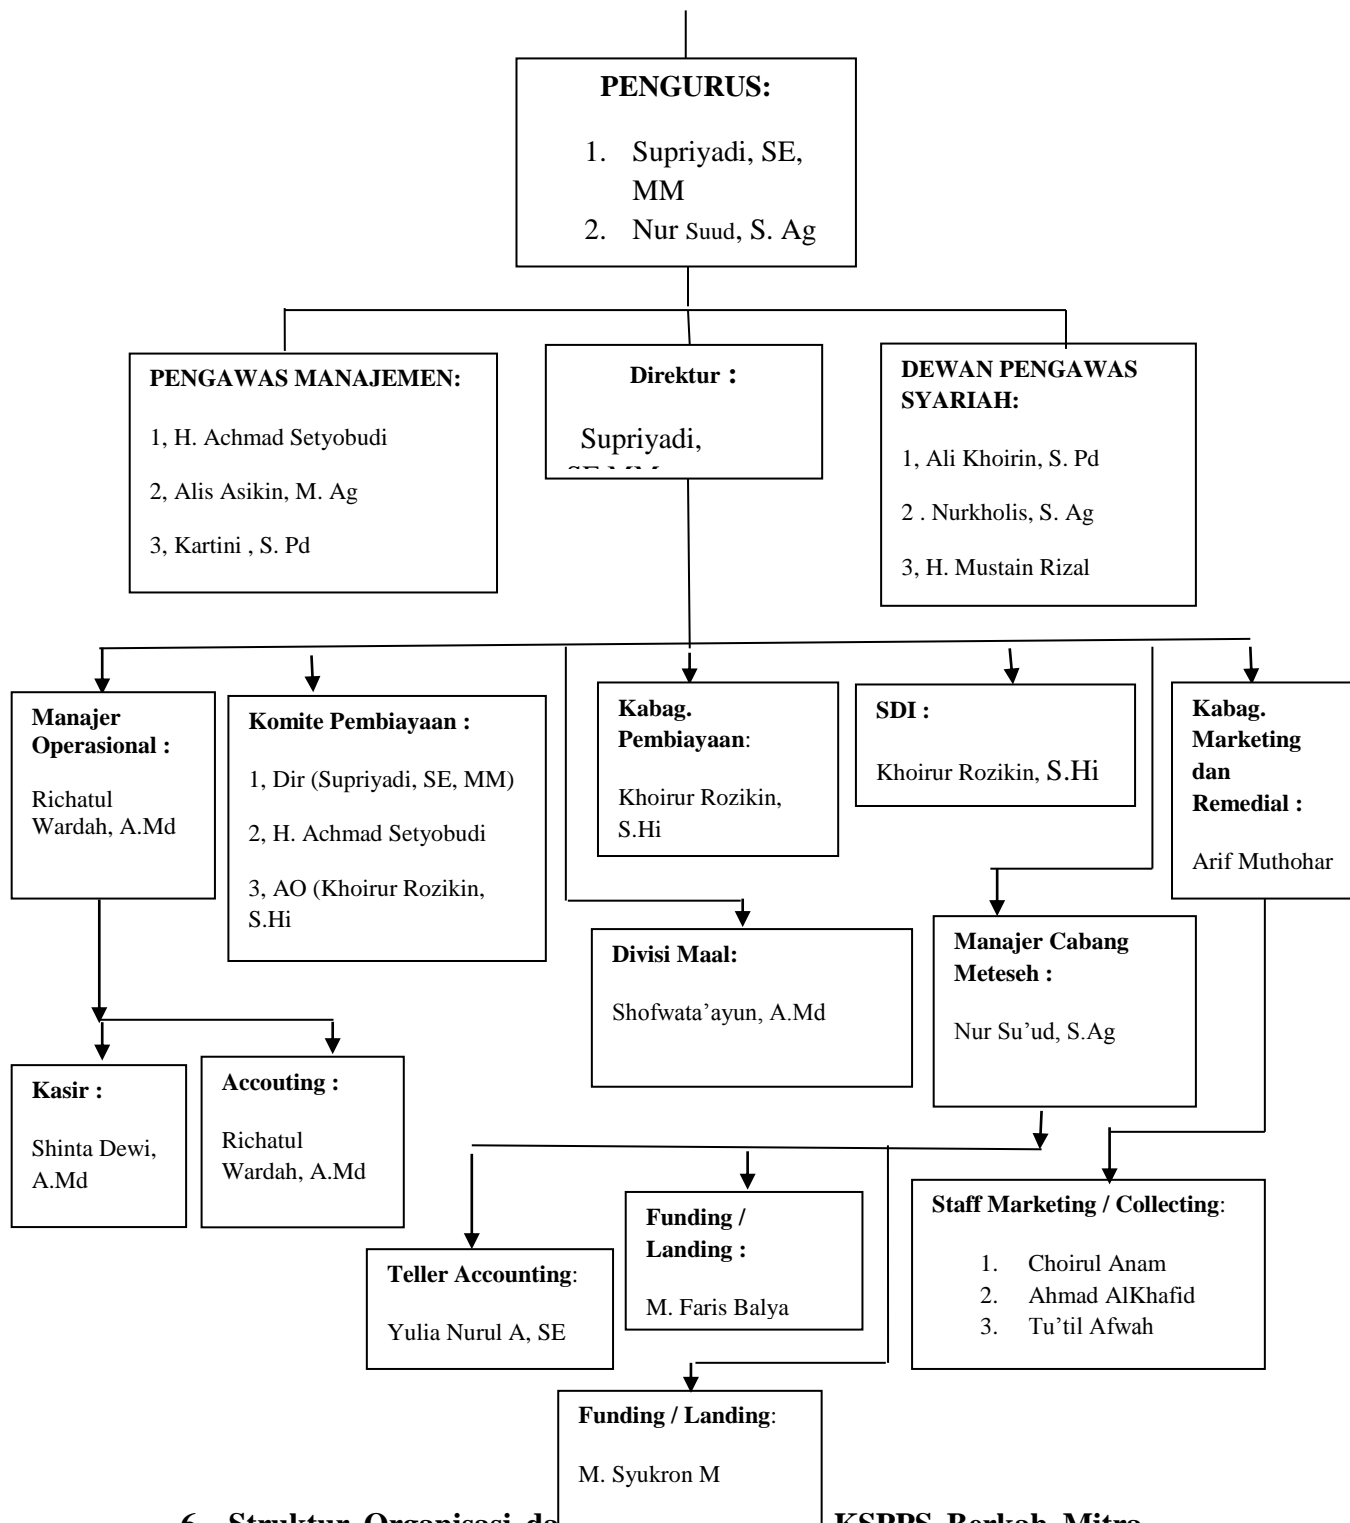 PENGURUS:
1. Supriyadi, SE,
MM
2. Nur Suud, S. Ag
PENGAWAS MANAJEMEN:
1, H. Achmad Setyobudi
2, Alis Asikin, M. Ag
3, Kartini , S. Pd
Direktur :
Supriyadi,
SE MM
DEWAN PENGAWAS
SYARIAH:
1, Ali Khoirin, S. Pd
2 . Nurkholis, S. Ag
3, H. Mustain Rizal
Manajer
Operasional :
Richatul
Wardah, A.Md
Komite Pembiayaan :
1, Dir (Supriyadi, SE, MM)
2, H. Achmad Setyobudi
3, AO (Khoirur Rozikin,
S.Hi
Kabag.
Pembiayaan:
Khoirur Rozikin,
S.Hi
SDI :
Khoirur Rozikin, S.Hi
Kabag.
Marketing
dan
Remedial :
Arif Muthohar
Divisi Maal:
Shofwata’ayun, A.Md
Manajer Cabang
Meteseh :
Nur Su’ud, S.Ag
Kasir :
Shinta Dewi,
A.Md
Accouting :
Richatul
Wardah, A.Md
Teller Accounting:
Yulia Nurul A, SE
Funding /
Landing :
M. Faris Balya
Staff Marketing / Collecting:
1. Choirul Anam
2. Ahmad AlKhafid
3. Tu’til Afwah
Funding / Landing:
M. Syukron M
6. Struktur Organisasi da KSPPS Berkah Mitra